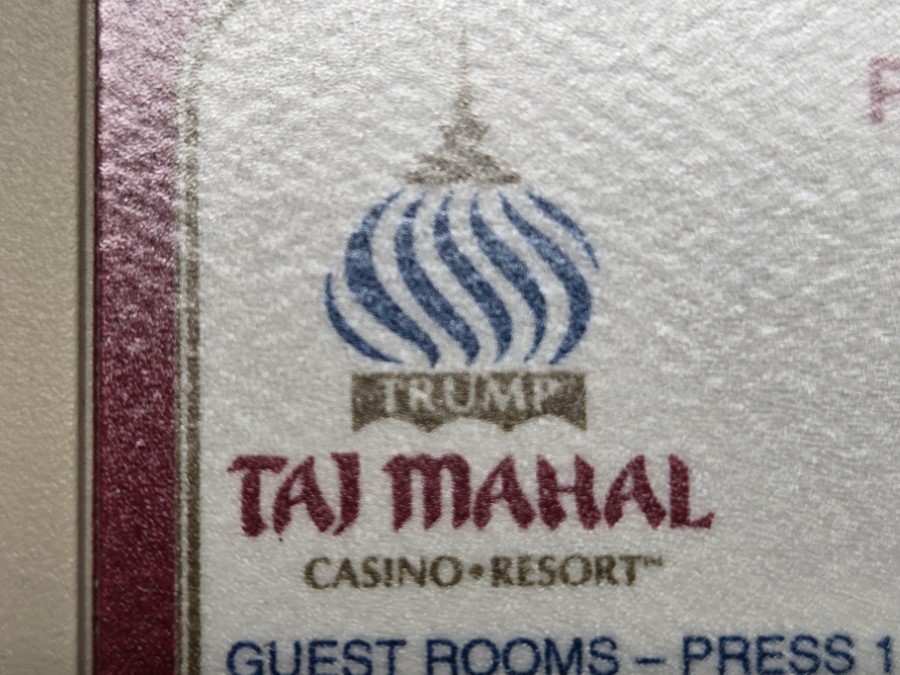 TRUMP
TAJ MAHAL
CASINO•RESORT™
GUEST ROOMS – PRESS 1